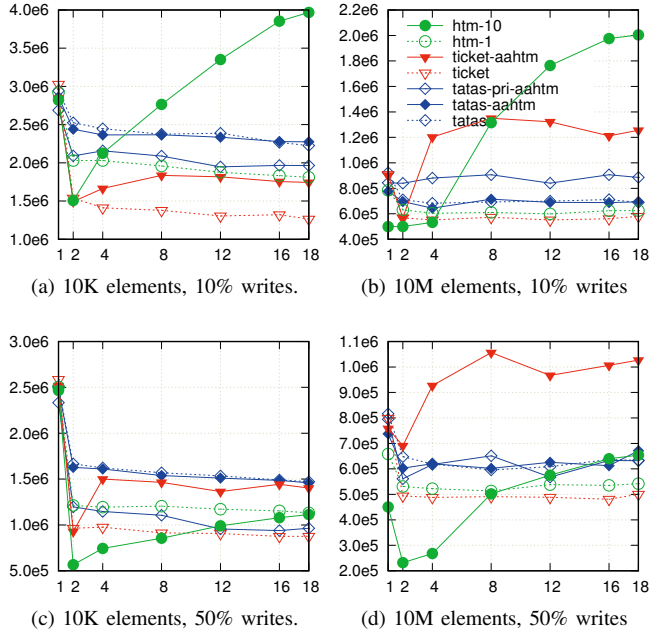 4.0e6
3.5e6
3.0e6
2.5e6
2.0e6
1.5e6
1.0e6
1 2 4 8 12 16 18
(a) 10K elements, 10% writes.
2.2e6
2.0e6
1.8e6
1.6e6
1.4e6
1.2e6
1.0e6
8.0e5
6.0e5
4.0e5
htm-10
htm-1
ticket-aahtm
ticket
tatas-pri-aahtm
tatas-aahtm
tatas
1 2 4 8 12 16 18
(b) 10M elements, 10% writes
3.0e6
2.5e6
2.0e6
1.5e6
1.0e6
5.0e5
1 2 4 8 12 16 18
(c) 10K elements, 50% writes.
1.1e6
1.0e6
9.0e5
8.0e5
7.0e5
6.0e5
5.0e5
4.0e5
3.0e5
2.0e5
1 2 4 8 12 16 18
(d) 10M elements, 50% writes